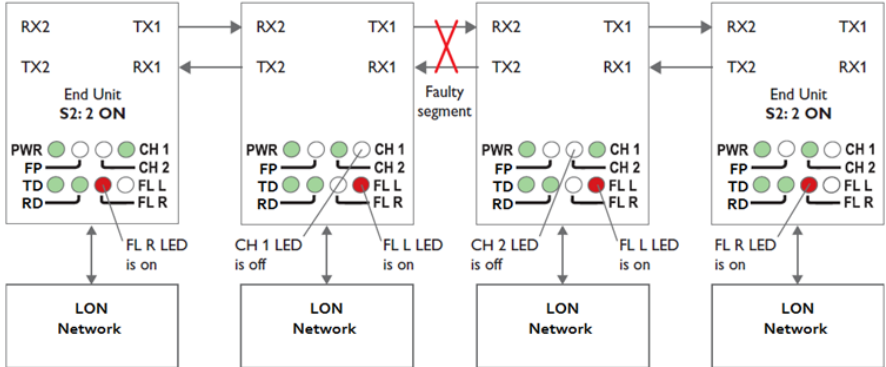 RX2 TX1
TX2 RX1
End Unit
S2: 2 ON
PWR CH 1
FP CH 2
TD FL L
RD FL R
FL R LED
is on
LON
Network
RX2 TX1
TX2 RX1
PWR CH 1
FP CH 2
TD FL L
RD FL R
CH 1 LED
is off
FL L LED
is on
LON
Network
Faulty
segment
RX2 TX1
TX2 RX1
PWR CH 1
FP CH 2
TD FL L
RD FL R
CH 2 LED
is off
FL L LED
is on
LON
Network
RX2 TX1
TX2 RX1
End Unit
S2: 2 ON
PWR CH 1
FP CH 2
TD FL L
RD FL R
FL R LED
is on
LON
Network